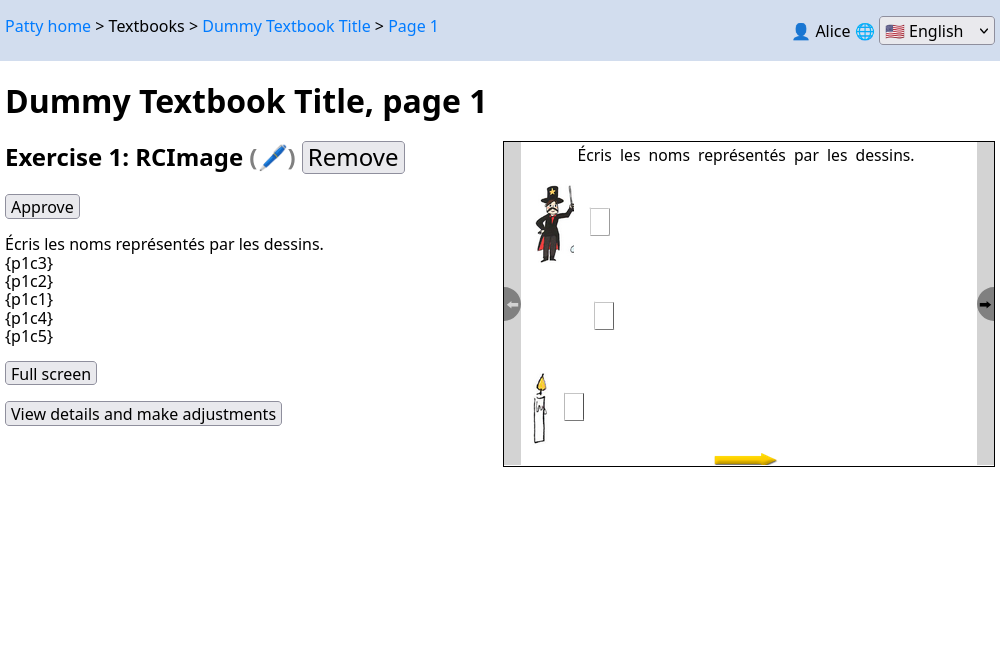 Patty home > Textbooks > Dummy Textbook Title > Page 1
👤 Alice 🌐 🇺🇸 English
Dummy Textbook Title, page 1
Exercise 1: RCImage (🖊️) Remove
Approve
Écris les noms représentés par les dessins.
{p1c3}
{p1c2}
{p1c1}
{p1c4}
{p1c5}
Full screen
View details and make adjustments
Écris les noms représentés par les dessins.